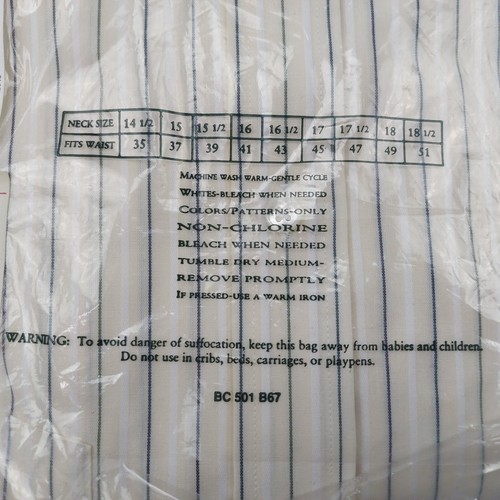 NECK SIZE 14 1/2 15 15 1/2 16 16 1/2 17 17 1/2 18 18 1/2
FITS WAIST 35 37 39 41 43 45 47 49 51
MACHINE WASH WARM-GENTLE CYCLE
WHITES-BLEACH WHEN NEEDED
COLORS/PATTERNS-ONLY
NON-CHLORINE
BLEACH WHEN NEEDED
TUMBLE DRY MEDIUM-
REMOVE PROMPTLY
IF PRESSED-USE A WARM IRON
WARNING: To avoid danger of suffocation, keep this bag away from babies and children.
Do not use in cribs, beds, carriages, or playpens.
BC 501 B67